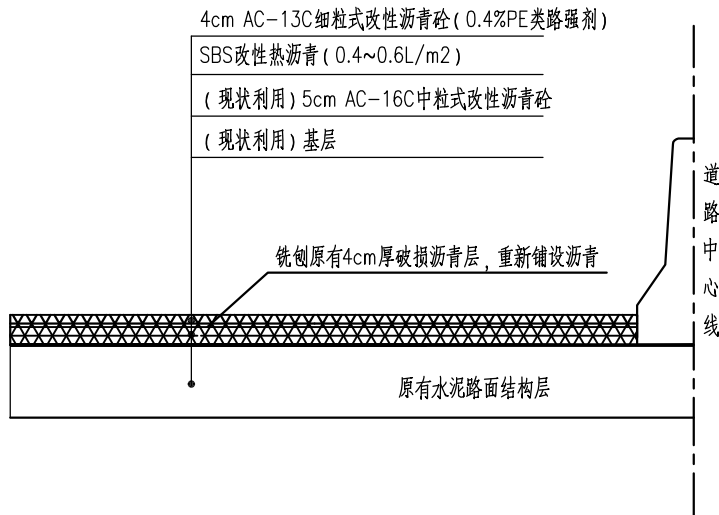 4cm AC-13C细粒式改性沥青砼(0.4%PE类路强剂)
SBS改性热沥青(0.4~0.6L/m2)
(现状利用)5cm AC-16C中粒式改性沥青砼
(现状利用)基层
铣刨原有4cm厚破损沥青层，重新铺设沥青
原有水泥路面结构层
道路中心线